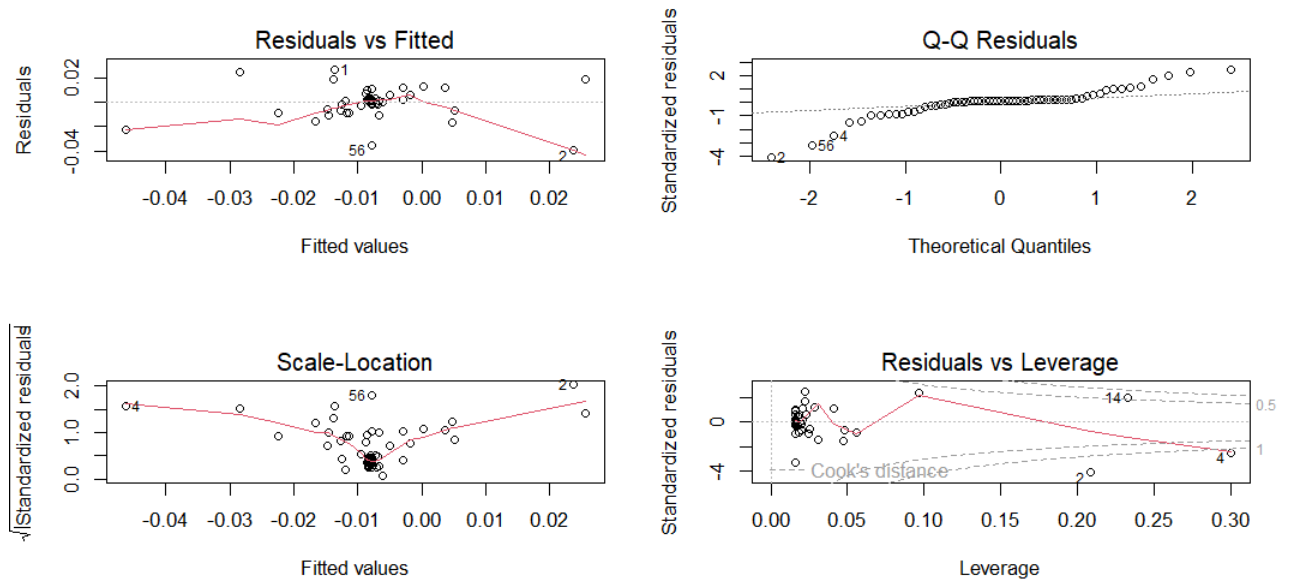 Residuals vs Fitted
Residuals
0.02
-0.04
1
56
2
-0.04 -0.03 -0.02 -0.01 0.00 0.01 0.02
Fitted values
Q-Q Residuals
Standardized residuals
2
-1
-4
2
56
4
-2 -1 0 1 2
Theoretical Quantiles
Scale-Location
√|Standardized residuals|
2.0
1.0
0.0
4
56
2
-0.04 -0.03 -0.02 -0.01 0.00 0.01 0.02
Fitted values
Residuals vs Leverage
Standardized residuals
0
-4
14
0.5
1
4
2
Cook's distance
0.00 0.05 0.10 0.15 0.20 0.25 0.30
Leverage